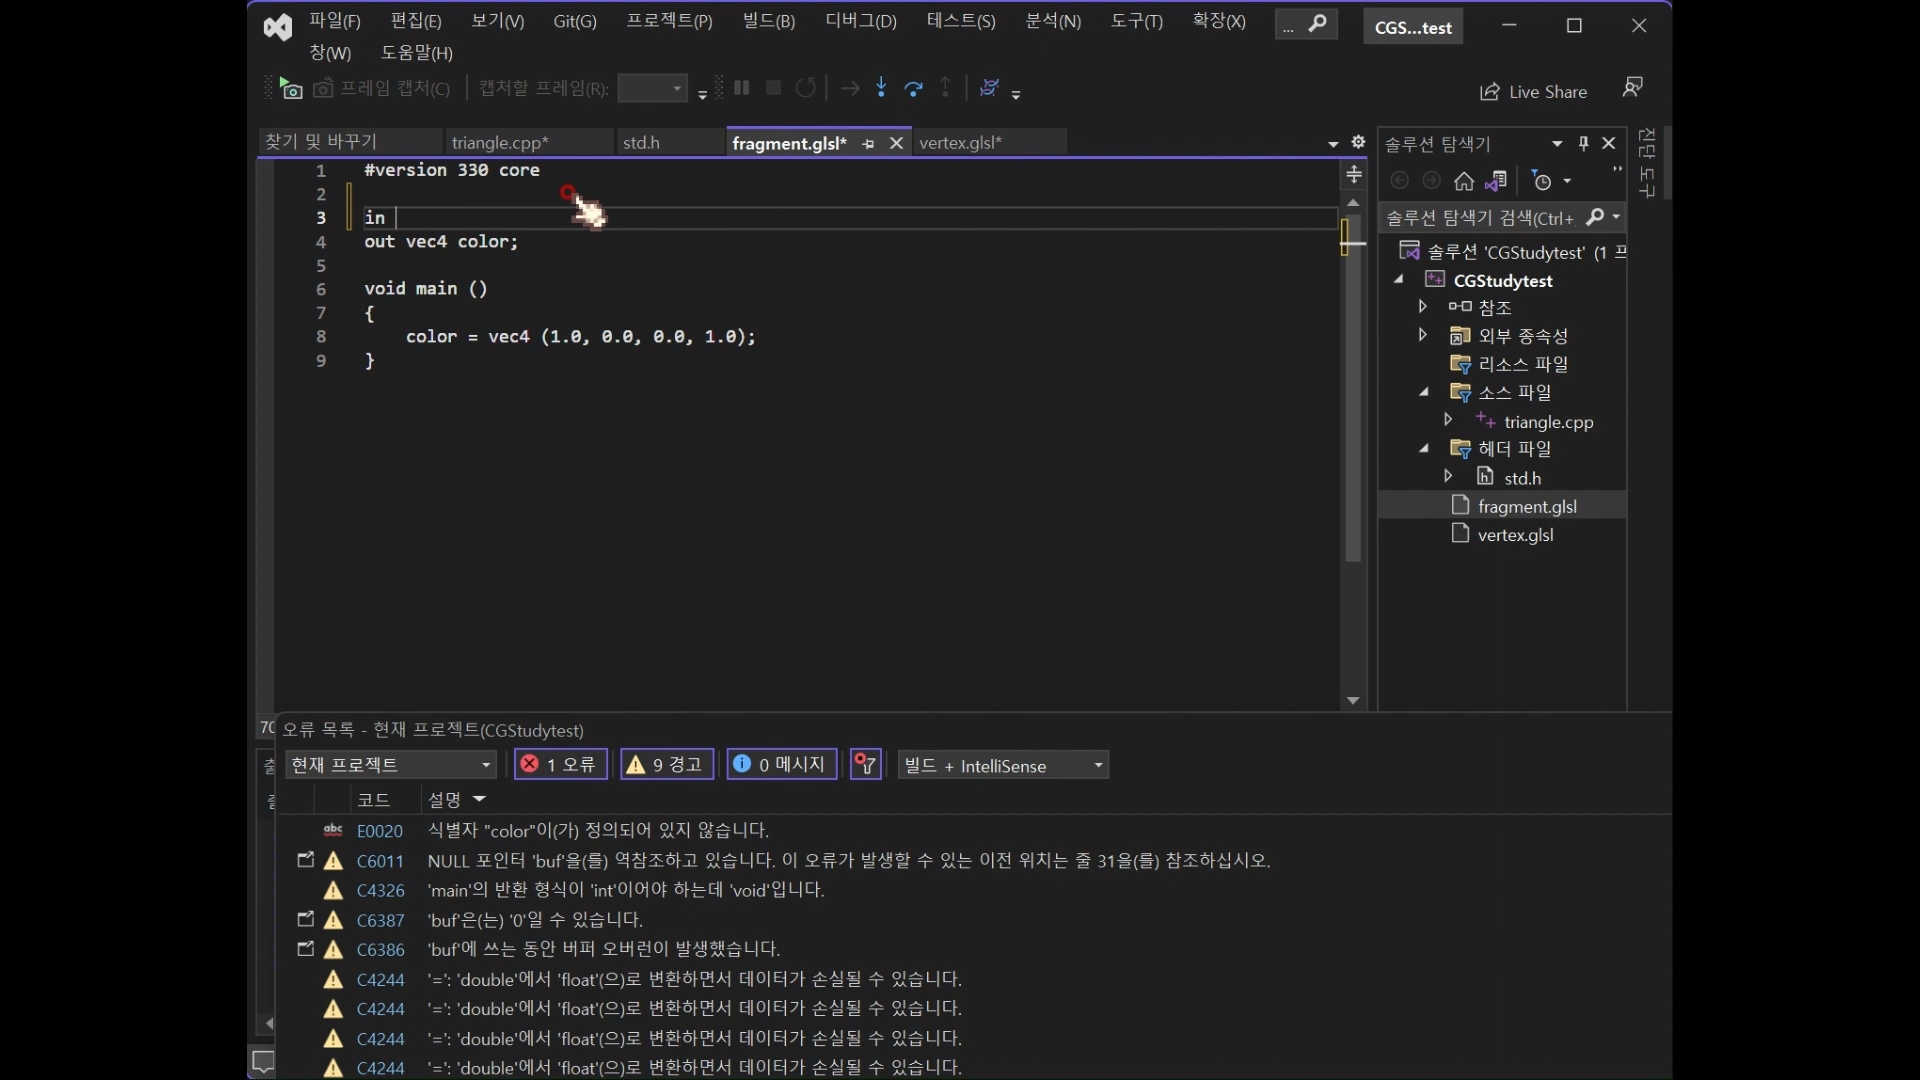 파일(F) 편집(E) 보기(V) Git(G) 프로젝트(P) 빌드(B) 디버그(D) 테스트(S) 분석(N) 도구(T) 확장(X) ... CGS...test
창(W) 도움말(H)
프레임 캡처(C) 캡처할 프레임(R): Live Share
찾기 및 바꾸기 triangle.cpp* std.h fragment.glsl* vertex.glsl*
1 #version 330 core
2
3 in
4 out vec4 color;
5
6 void main ()
7 {
8 color = vec4 (1.0, 0.0, 0.0, 1.0);
9 }
솔루션 탐색기
진단 도구
솔루션 탐색기 검색(Ctrl+
솔루션 'CGStudytest' (1 프
CGStudytest
참조
외부 종속성
리소스 파일
소스 파일
triangle.cpp
헤더 파일
std.h
fragment.glsl
vertex.glsl
70
오류 목록 - 현재 프로젝트(CGStudytest)
현재 프로젝트 1 오류 9 경고 0 메시지 빌드 + IntelliSense
코드 설명
abc E0020 식별자 "color"이(가) 정의되어 있지 않습니다.
C6011 NULL 포인터 'buf'을(를) 역참조하고 있습니다. 이 오류가 발생할 수 있는 이전 위치는 줄 31을(를) 참조하십시오.
C4326 'main'의 반환 형식이 'int'이어야 하는데 'void'입니다.
C6387 'buf'은(는) '0'일 수 있습니다.
C6386 'buf'에 쓰는 동안 버퍼 오버런이 발생했습니다.
C4244 '=': 'double'에서 'float'(으)로 변환하면서 데이터가 손실될 수 있습니다.
C4244 '=': 'double'에서 'float'(으)로 변환하면서 데이터가 손실될 수 있습니다.
C4244 '=': 'double'에서 'float'(으)로 변환하면서 데이터가 손실될 수 있습니다.
C4244 '=': 'double'에서 'float'(으)로 변환하면서 데이터가 손실될 수 있습니다.